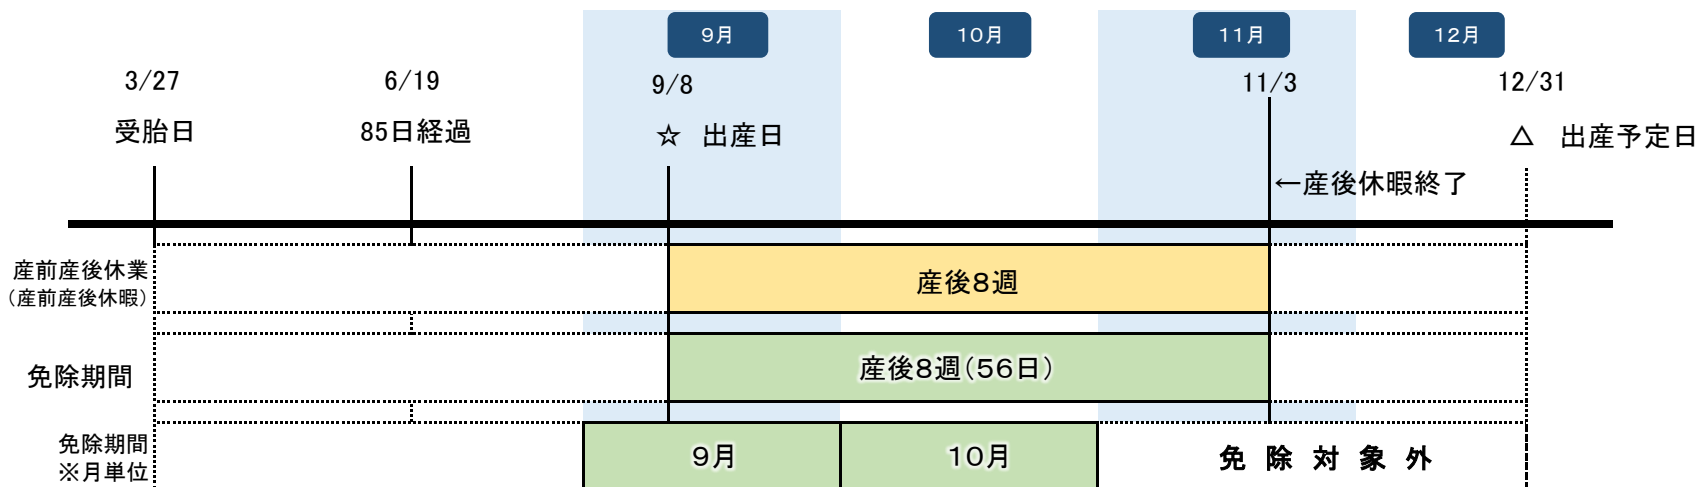 9月
10月
11月
12月
3/27
6/19
9/8
11/3
12/31
受胎日
85日経過
☆ 出産日
△ 出産予定日
←産後休暇終了
産前産後休業
(産前産後休暇)
産後8週
免除期間
産後8週(56日)
免除期間
※月単位
9月
10月
免除対象外